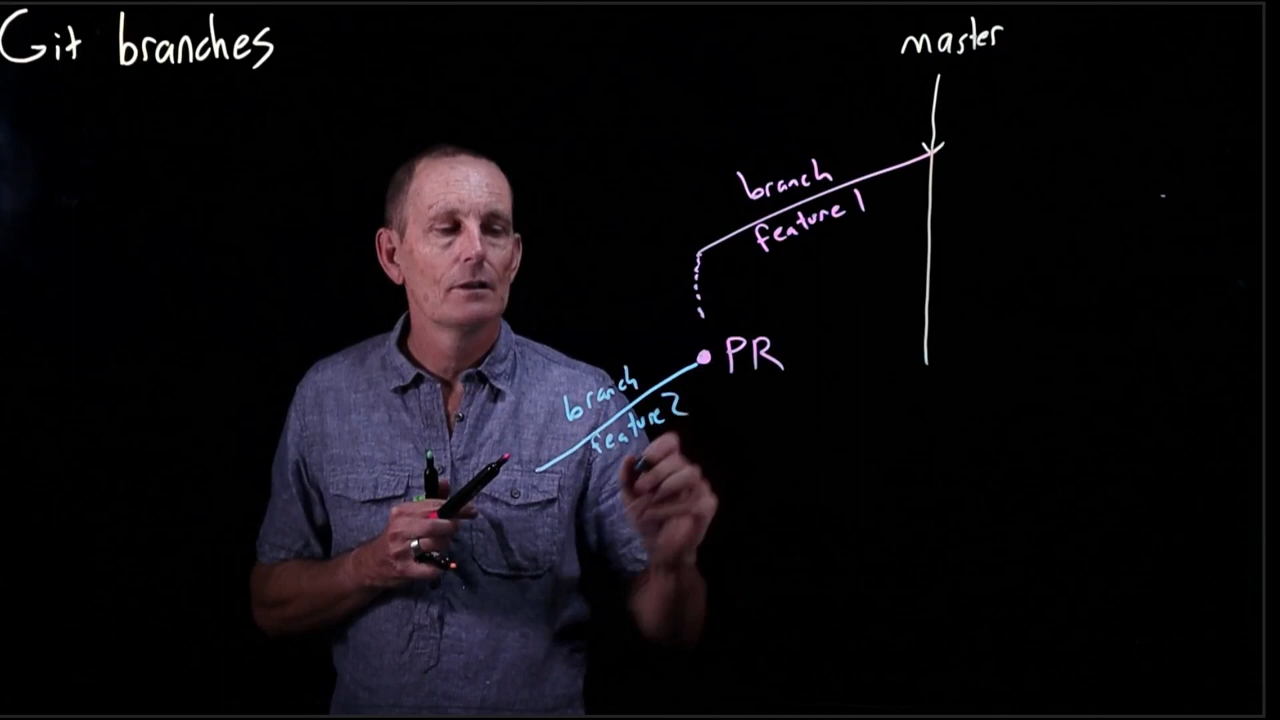 Git branches
master
branch
feature 1
PR
branch
feature 2